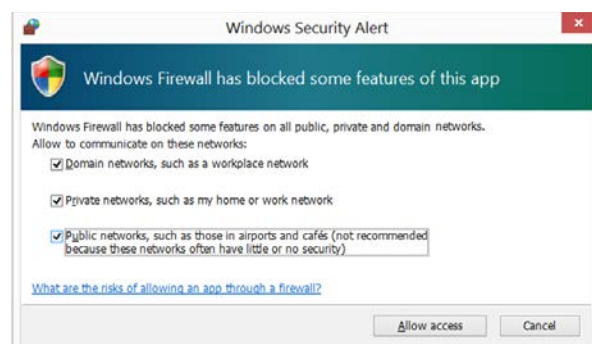 Windows Security Alert
Windows Firewall has blocked some features of this app
Windows Firewall has blocked some features on all public, private and domain networks.
Allow to communicate on these networks:
Domain networks, such as a workplace network
Private networks, such as my home or work network
Public networks, such as those in airports and cafés (not recommended
because these networks often have little or no security)
What are the risks of allowing an app through a firewall?
Allow access
Cancel